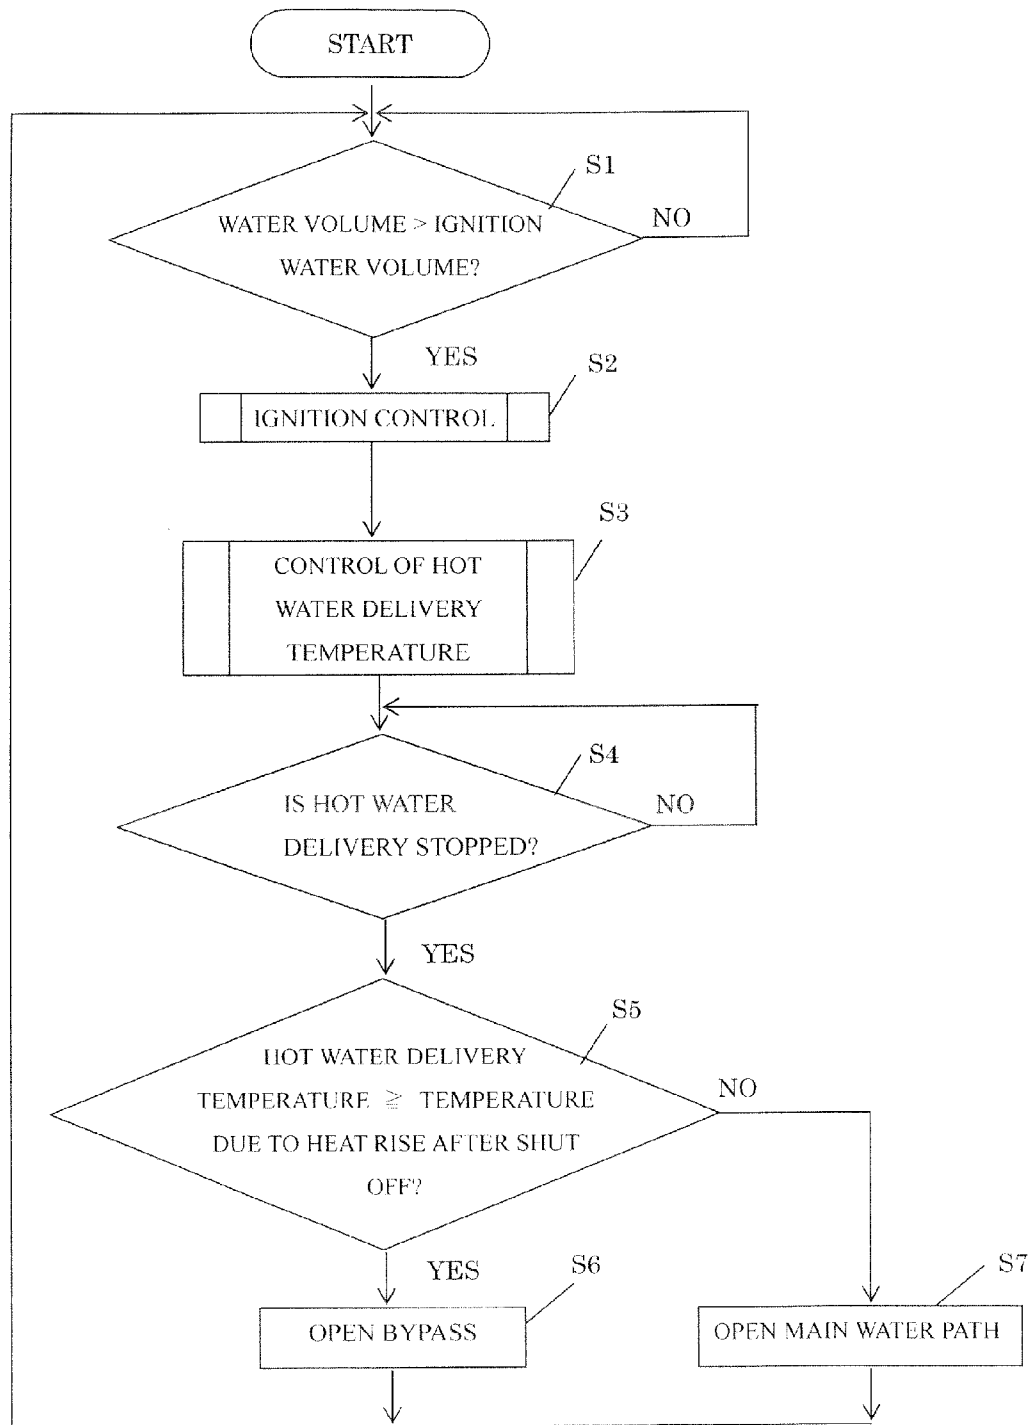 START
S1
WATER VOLUME > IGNITION
WATER VOLUME?
NO
YES
S2
IGNITION CONTROL
S3
CONTROL OF HOT
WATER DELIVERY
TEMPERATURE
S4
IS HOT WATER
DELIVERY STOPPED?
NO
YES
S5
HOT WATER DELIVERY
TEMPERATURE ≧ TEMPERATURE
DUE TO HEAT RISE AFTER SHUT
OFF?
NO
YES
S6
OPEN BYPASS
S7
OPEN MAIN WATER PATH